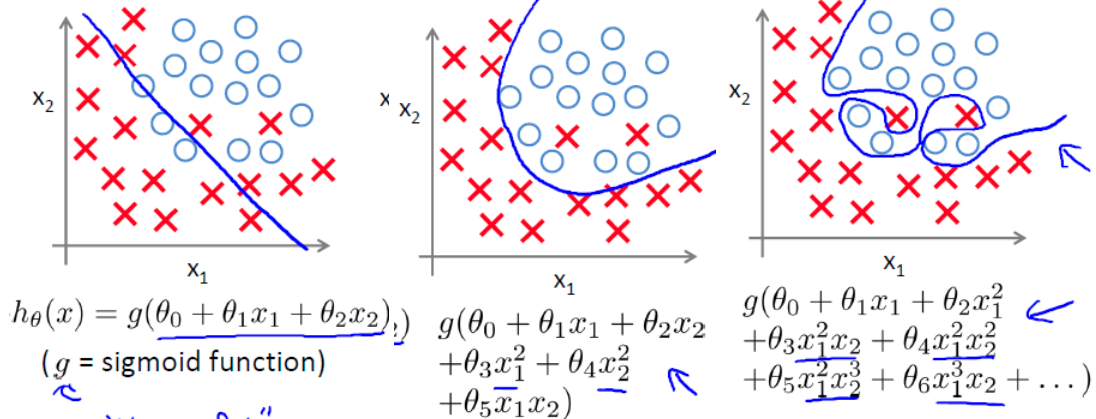 x₂
x₁
h_θ(x) = g(θ₀ + θ₁x₁ + θ₂x₂)
(g = sigmoid function)
x x₂
x₁
g(θ₀ + θ₁x₁ + θ₂x₂
+θ₃x₁² + θ₄x₂²
+θ₅x₁x₂)
x₂
x₁
g(θ₀ + θ₁x₁ + θ₂x₁²
+θ₃x₁²x₂ + θ₄x₁²x₂²
+θ₅x₁²x₂³ + θ₆x₁³x₂ + ...)